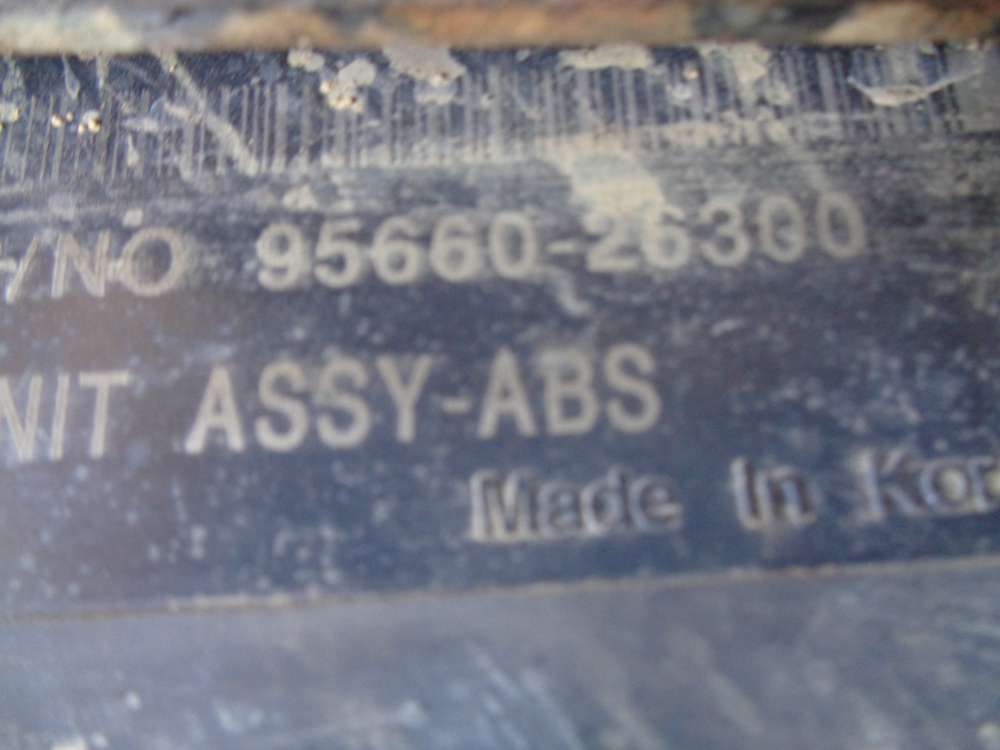 /NO 95660-26300
NIT ASSY-ABS
Made In Kor